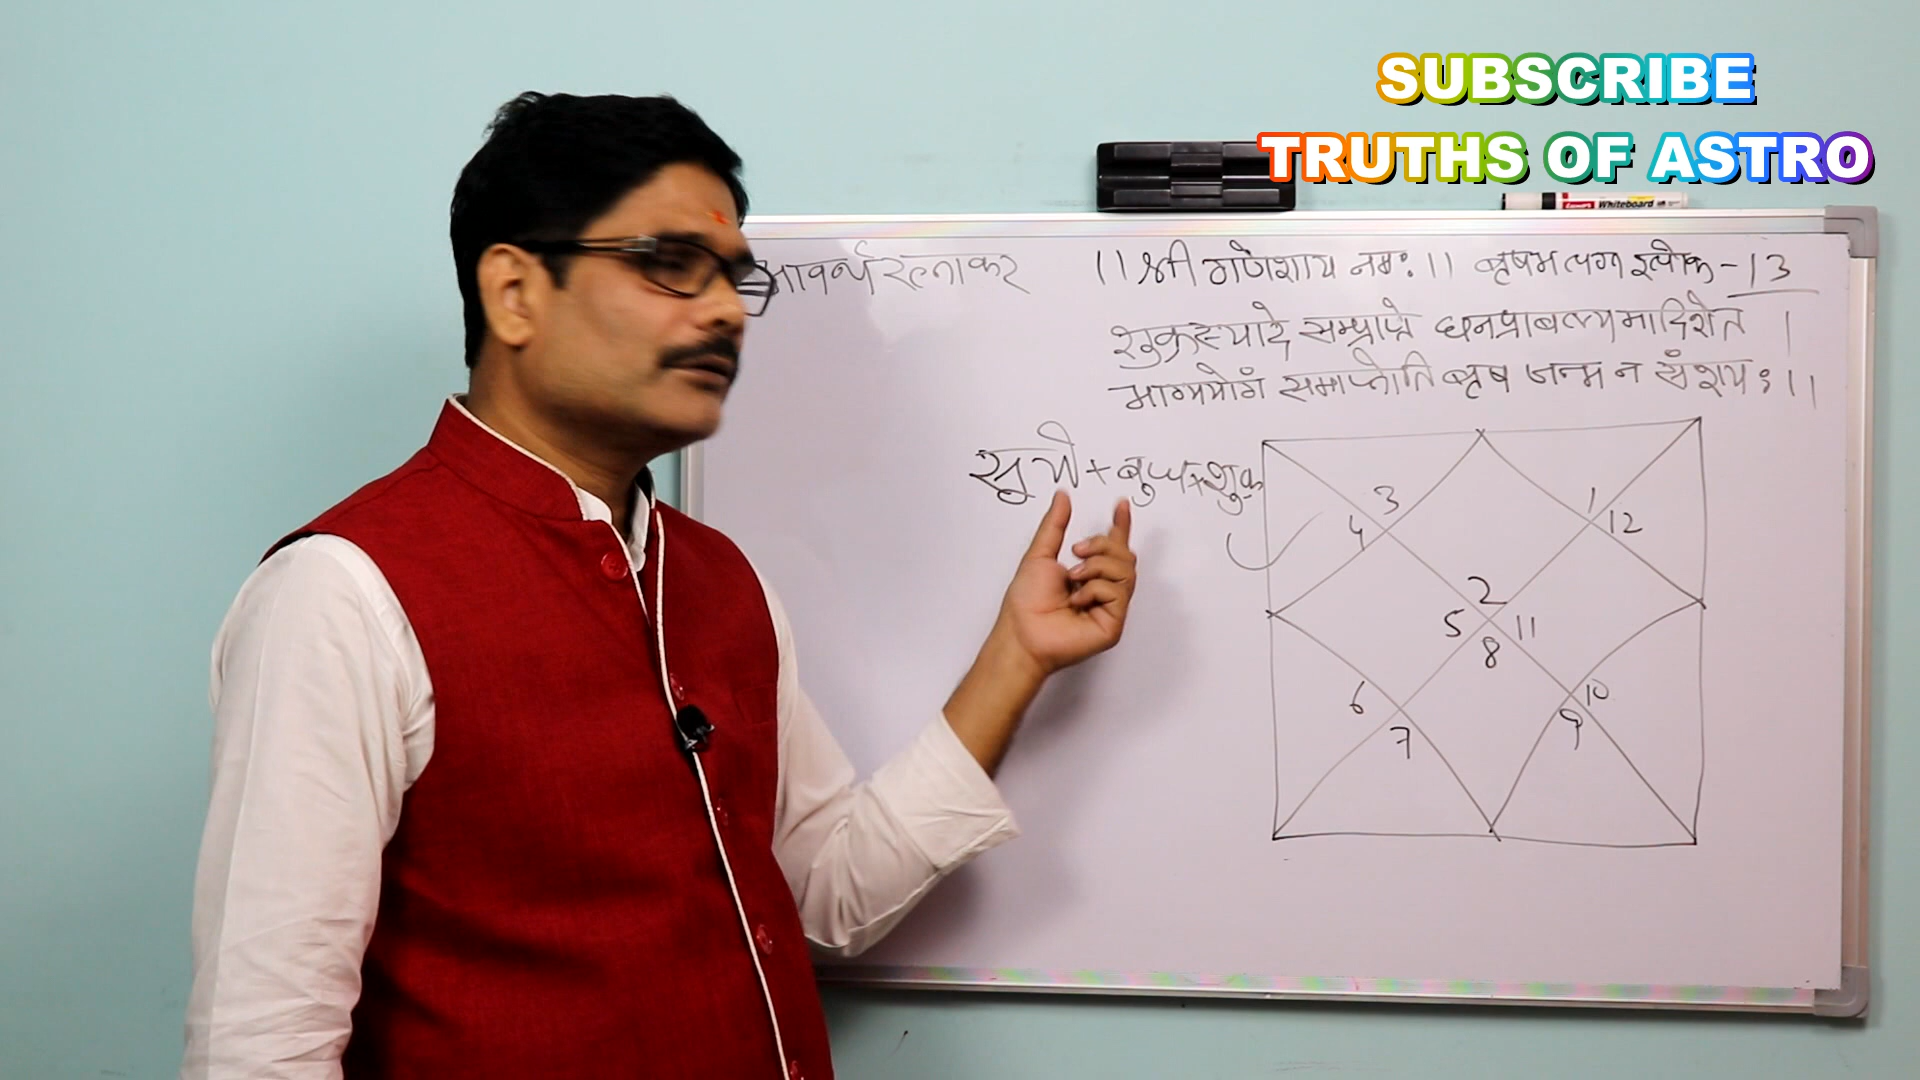 SUBSCRIBE
TRUTHS OF ASTRO
Whiteboard
भावार्थ रत्नाकर ।। श्री गणेशाय नमः ।। वृषभ लग्न श्लोक - 13
शुक्रस्यादे सम्प्राप्ते धनप्राबल्यमादिशेत ।
भाग्ययोगं समाप्नोति वृष जन्म न संशयः ।।
सूर्य + बुध + शुक्र
3 1
4 12
2
5 11
8
6 10
7 9